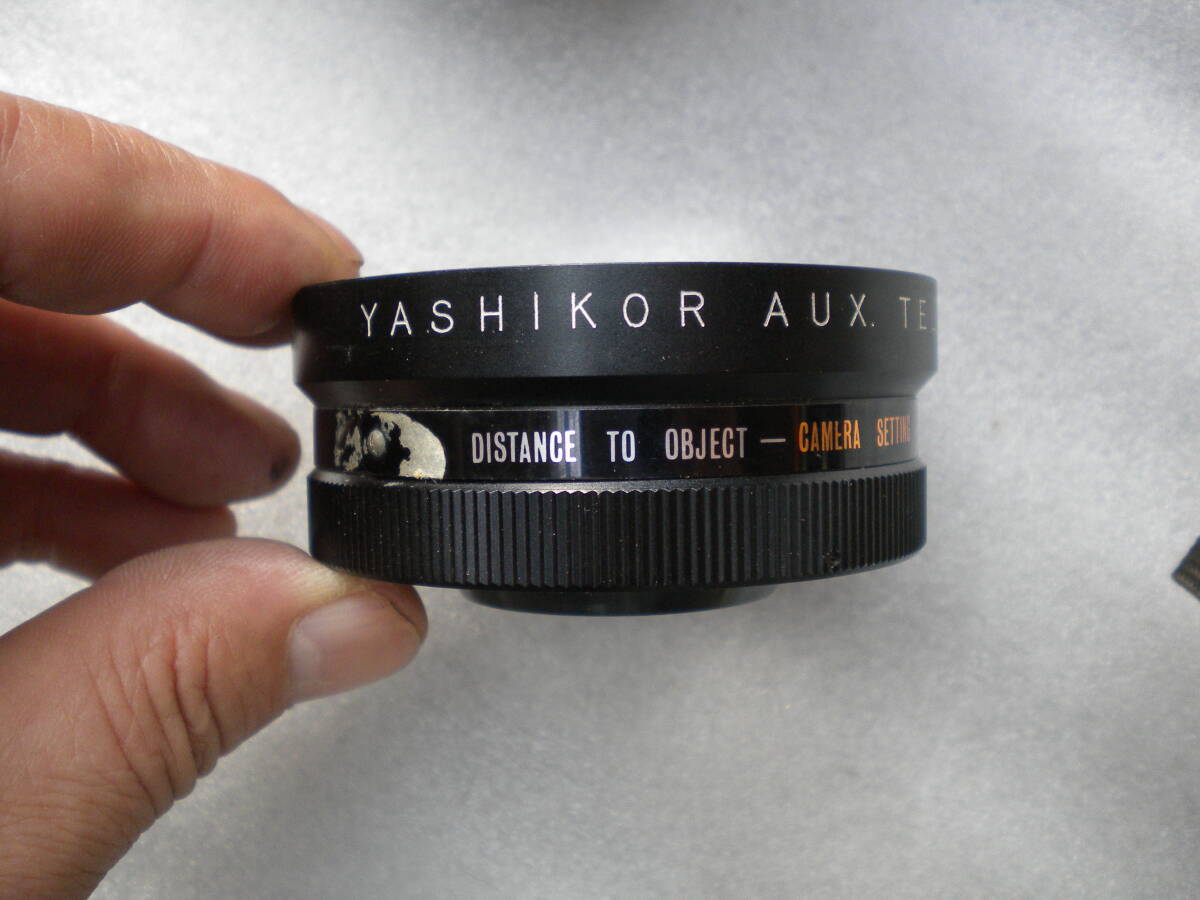 YASHIKOR AUX. TE
DISTANCE TO OBJECT — CAMERA SETTING